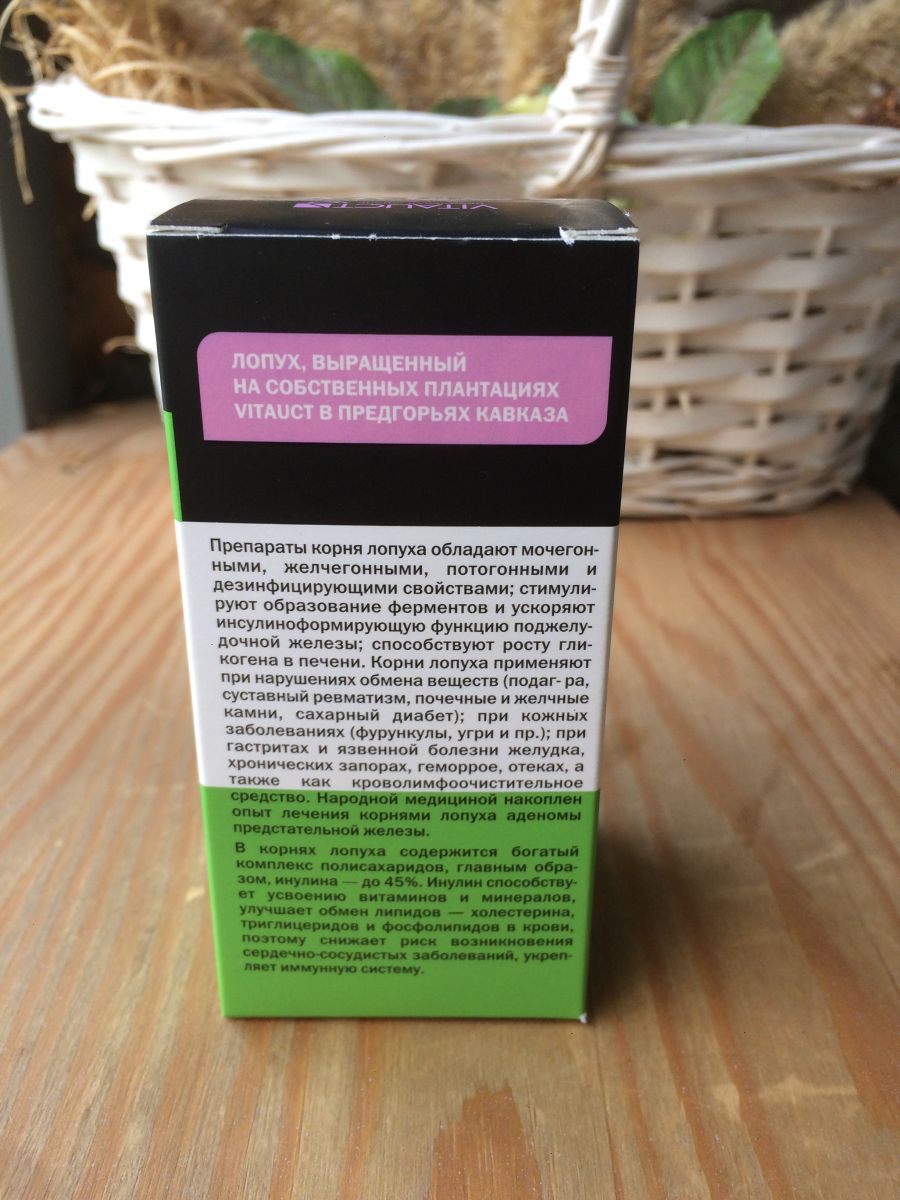 VITAUCT
ЛОПУХ, ВЫРАЩЕННЫЙ
НА СОБСТВЕННЫХ ПЛАНТАЦИЯХ
VITAUCT В ПРЕДГОРЬЯХ КАВКАЗА
Препараты корня лопуха обладают мочегон-
ными, желчегонными, потогонными и
дезинфицирующими свойствами; стимули-
руют образование ферментов и ускоряют
инсулиноформирующую функцию поджелу-
дочной железы; способствуют росту гли-
когена в печени. Корни лопуха применяют
при нарушениях обмена веществ (подаг- ра,
суставный ревматизм, почечные и желчные
камни, сахарный диабет); при кожных
заболеваниях (фурункулы, угри и пр.); при
гастритах и язвенной болезни желудка,
хронических запорах, геморрое, отеках, а
также как кроволимфоочистительное
средство. Народной медициной накоплен
опыт лечения корнями лопуха аденомы
предстательной железы.
В корнях лопуха содержится богатый
комплекс полисахаридов, главным обра-
зом, инулина — до 45%. Инулин способству-
ет усвоению витаминов и минералов,
улучшает обмен липидов — холестерина,
триглицеридов и фосфолипидов в крови,
поэтому снижает риск возникновения
сердечно-сосудистых заболеваний, укреп-
ляет иммунную систему.